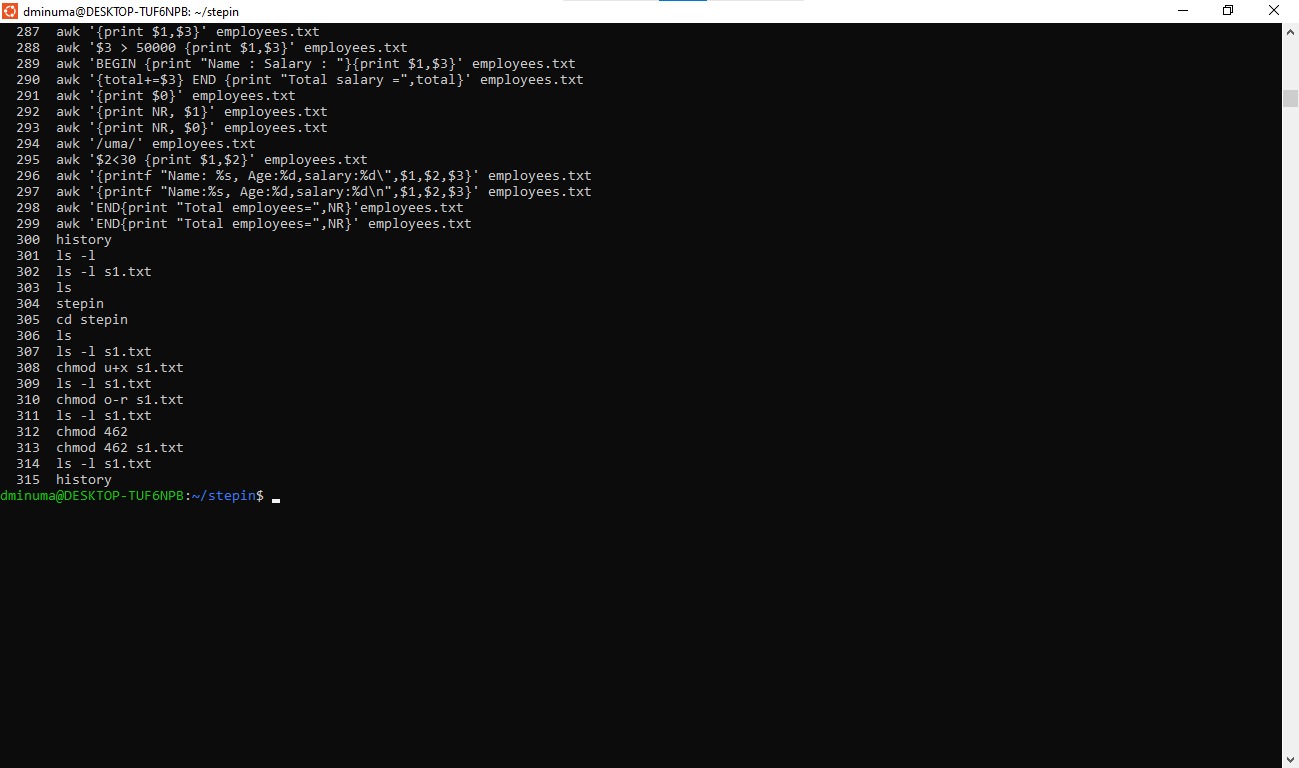 dminuma@DESKTOP-TUF6NPB: ~/stepin
287 awk '{print $1,$3}' employees.txt
288 awk '$3 > 50000 {print $1,$3}' employees.txt
289 awk 'BEGIN {print "Name : Salary : "}{print $1,$3}' employees.txt
290 awk '{total+=$3} END {print "Total salary =",total}' employees.txt
291 awk '{print $0}' employees.txt
292 awk '{print NR, $1}' employees.txt
293 awk '{print NR, $0}' employees.txt
294 awk '/uma/' employees.txt
295 awk '$2<30 {print $1,$2}' employees.txt
296 awk '{printf "Name: %s, Age:%d,salary:%d\",$1,$2,$3}' employees.txt
297 awk '{printf "Name:%s, Age:%d,salary:%d\n",$1,$2,$3}' employees.txt
298 awk 'END{print "Total employees=",NR}'employees.txt
299 awk 'END{print "Total employees=",NR}' employees.txt
300 history
301 ls -l
302 ls -l s1.txt
303 ls
304 stepin
305 cd stepin
306 ls
307 ls -l s1.txt
308 chmod u+x s1.txt
309 ls -l s1.txt
310 chmod o-r s1.txt
311 ls -l s1.txt
312 chmod 462
313 chmod 462 s1.txt
314 ls -l s1.txt
315 history
dminuma@DESKTOP-TUF6NPB:~/stepin$